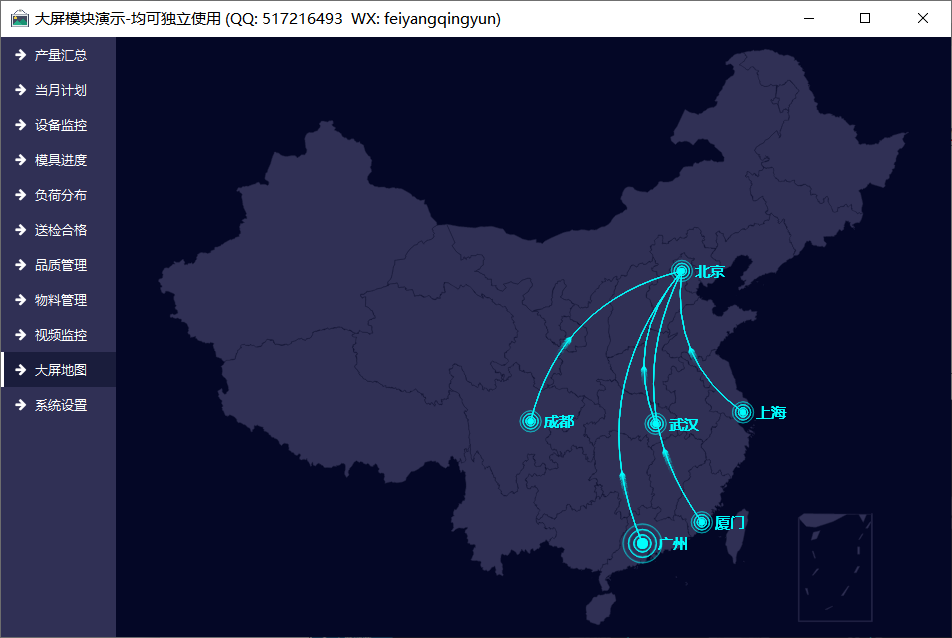 大屏模块演示-均可独立使用 (QQ: 517216493  WX: feiyangqingyun)
产量汇总
当月计划
设备监控
模具进度
负荷分布
送检合格
品质管理
物料管理
视频监控
大屏地图
系统设置
北京
上海
成都
武汉
厦门
广州